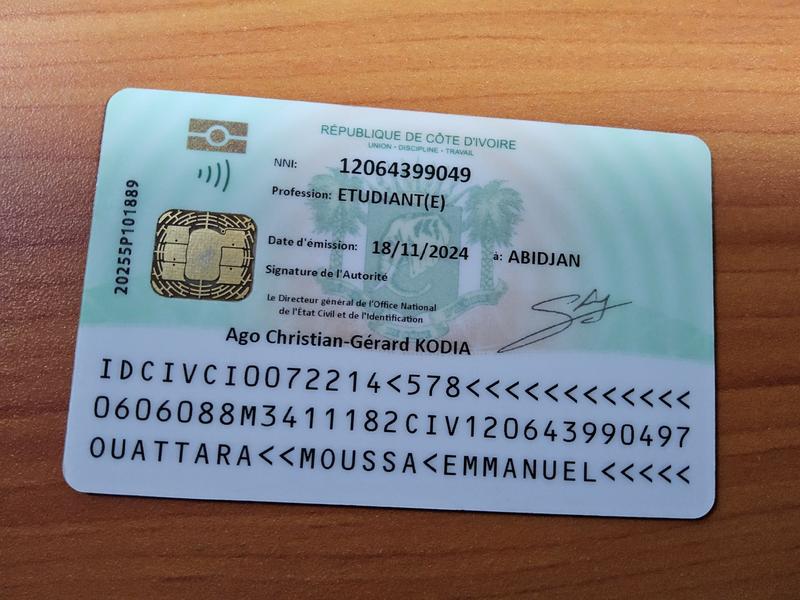 RÉPUBLIQUE DE CÔTE D'IVOIRE
UNION - DISCIPLINE - TRAVAIL
NNI: 12064399049
Profession: ETUDIANT(E)
Date d'émission: 18/11/2024 à: ABIDJAN
Signature de l'Autorité
Le Directeur général de l'Office National
de l'État Civil et de l'Identification
Ago Christian-Gérard KODIA
20255P101889
IDCIVCI0072214<578<<<<<<<<<<<<
0606088M3411182CIV120643990497
OUATTARA<<MOUSSA<EMMANUEL<<<<<